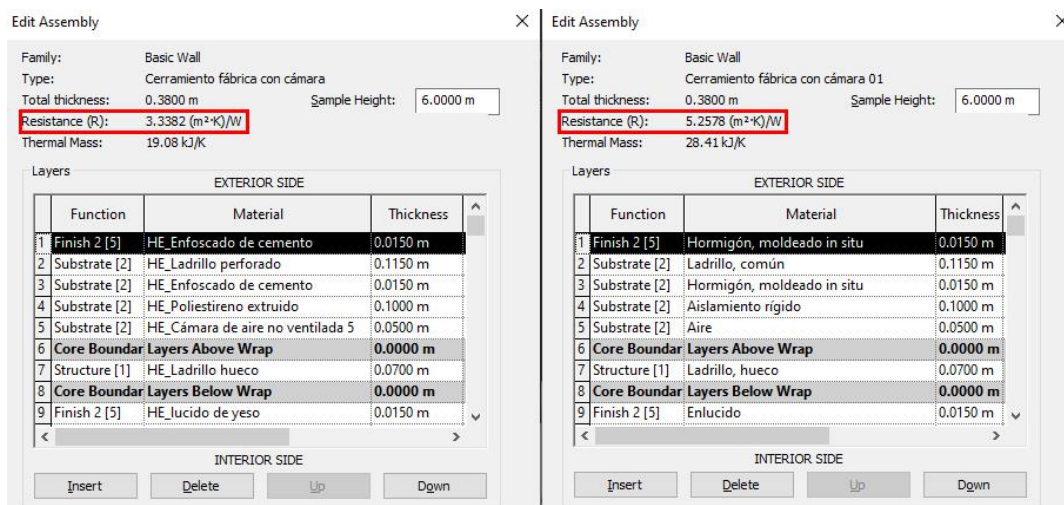 Edit Assembly
Family: Basic Wall
Type: Cerramiento fábrica con cámara
Total thickness: 0.3800 m Sample Height: 6.0000 m
Resistance (R): 3.3382 (m²·K)/W
Thermal Mass: 19.08 kJ/K
Layers
EXTERIOR SIDE
Function Material Thickness
1 Finish 2 [5] HE_Enfoscado de cemento 0.0150 m
2 Substrate [2] HE_Ladrillo perforado 0.1150 m
3 Substrate [2] HE_Enfoscado de cemento 0.0150 m
4 Substrate [2] HE_Poliestireno extruido 0.1000 m
5 Substrate [2] HE_Cámara de aire no ventilada 5 0.0500 m
6 Core Boundar Layers Above Wrap 0.0000 m
7 Structure [1] HE_Ladrillo hueco 0.0700 m
8 Core Boundar Layers Below Wrap 0.0000 m
9 Finish 2 [5] HE_lucido de yeso 0.0150 m
INTERIOR SIDE
Insert Delete Up Down
Edit Assembly
Family: Basic Wall
Type: Cerramiento fábrica con cámara 01
Total thickness: 0.3800 m Sample Height: 6.0000 m
Resistance (R): 5.2578 (m²·K)/W
Thermal Mass: 28.41 kJ/K
Layers
EXTERIOR SIDE
Function Material Thickness
1 Finish 2 [5] Hormigón, moldeado in situ 0.0150 m
2 Substrate [2] Ladrillo, común 0.1150 m
3 Substrate [2] Hormigón, moldeado in situ 0.0150 m
4 Substrate [2] Aislamiento rígido 0.1000 m
5 Substrate [2] Aire 0.0500 m
6 Core Boundar Layers Above Wrap 0.0000 m
7 Structure [1] Ladrillo, hueco 0.0700 m
8 Core Boundar Layers Below Wrap 0.0000 m
9 Finish 2 [5] Enlucido 0.0150 m
INTERIOR SIDE
Insert Delete Up Down